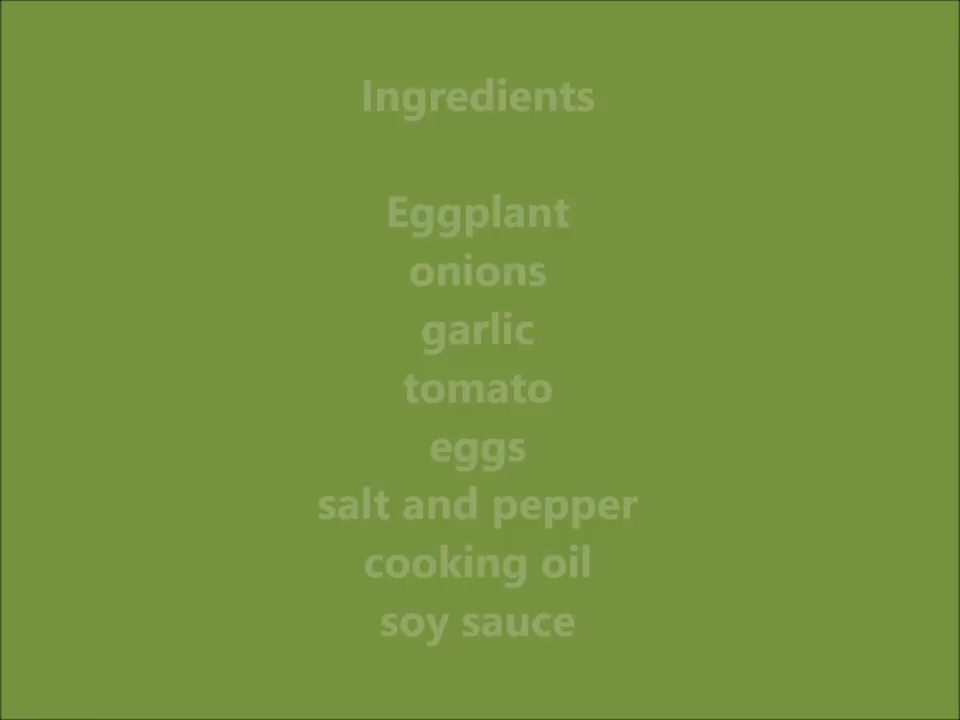 Ingredients
Eggplant
onions
garlic
tomato
eggs
salt and pepper
cooking oil
soy sauce